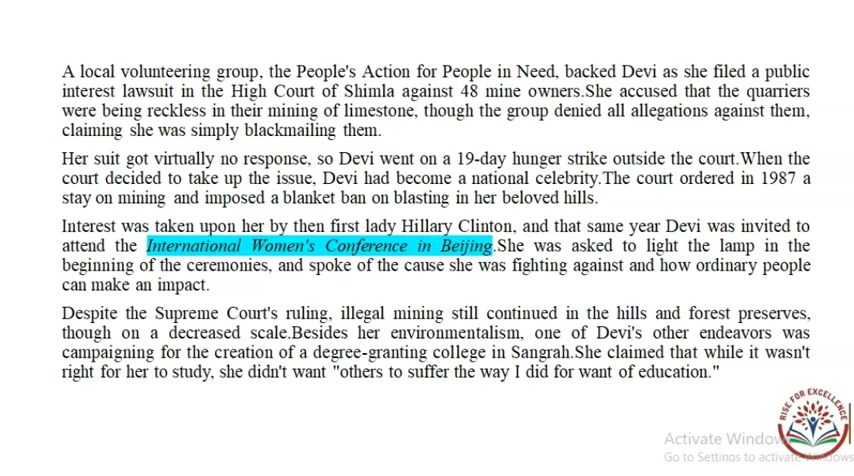 A local volunteering group, the People's Action for People in Need, backed Devi as she filed a public
interest lawsuit in the High Court of Shimla against 48 mine owners.She accused that the quarriers
were being reckless in their mining of limestone, though the group denied all allegations against them,
claiming she was simply blackmailing them.
Her suit got virtually no response, so Devi went on a 19-day hunger strike outside the court.When the
court decided to take up the issue, Devi had become a national celebrity.The court ordered in 1987 a
stay on mining and imposed a blanket ban on blasting in her beloved hills.
Interest was taken upon her by then first lady Hillary Clinton, and that same year Devi was invited to
attend the International Women's Conference in Beijing.She was asked to light the lamp in the
beginning of the ceremonies, and spoke of the cause she was fighting against and how ordinary people
can make an impact.
Despite the Supreme Court's ruling, illegal mining still continued in the hills and forest preserves,
though on a decreased scale.Besides her environmentalism, one of Devi's other endeavors was
campaigning for the creation of a degree-granting college in Sangrah.She claimed that while it wasn't
right for her to study, she didn't want "others to suffer the way I did for want of education."
RISE FOR EXCELLENCE
Activate Window
Go to Settings to activate Windows